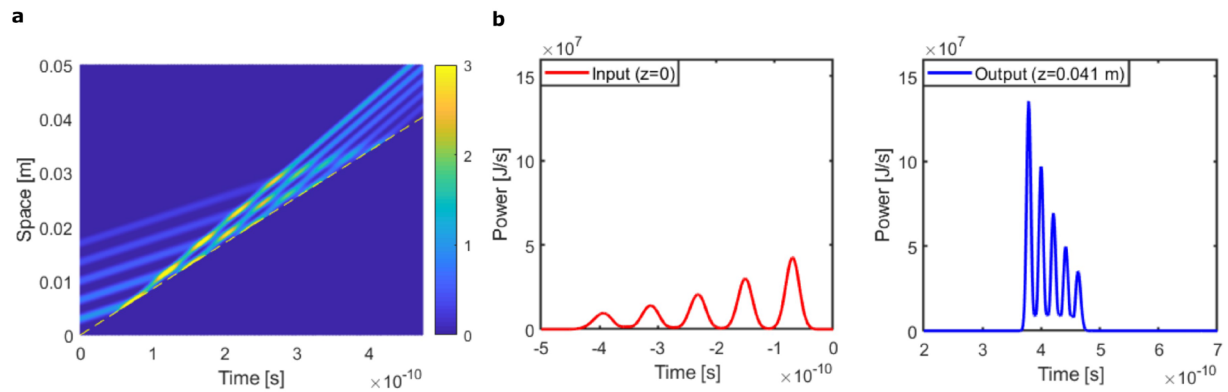 a
0.05
0.04
0.03
0.02
0.01
0
Space [m]
0 1 2 3 4
Time [s]
×10⁻¹⁰
3
2
1
0
b
×10⁷
15
10
5
0
Power [J/s]
Input (z=0)
-5 -4 -3 -2 -1 0
Time [s]
×10⁻¹⁰
×10⁷
15
10
5
0
Power [J/s]
Output (z=0.041 m)
2 3 4 5 6 7
Time [s]
×10⁻¹⁰